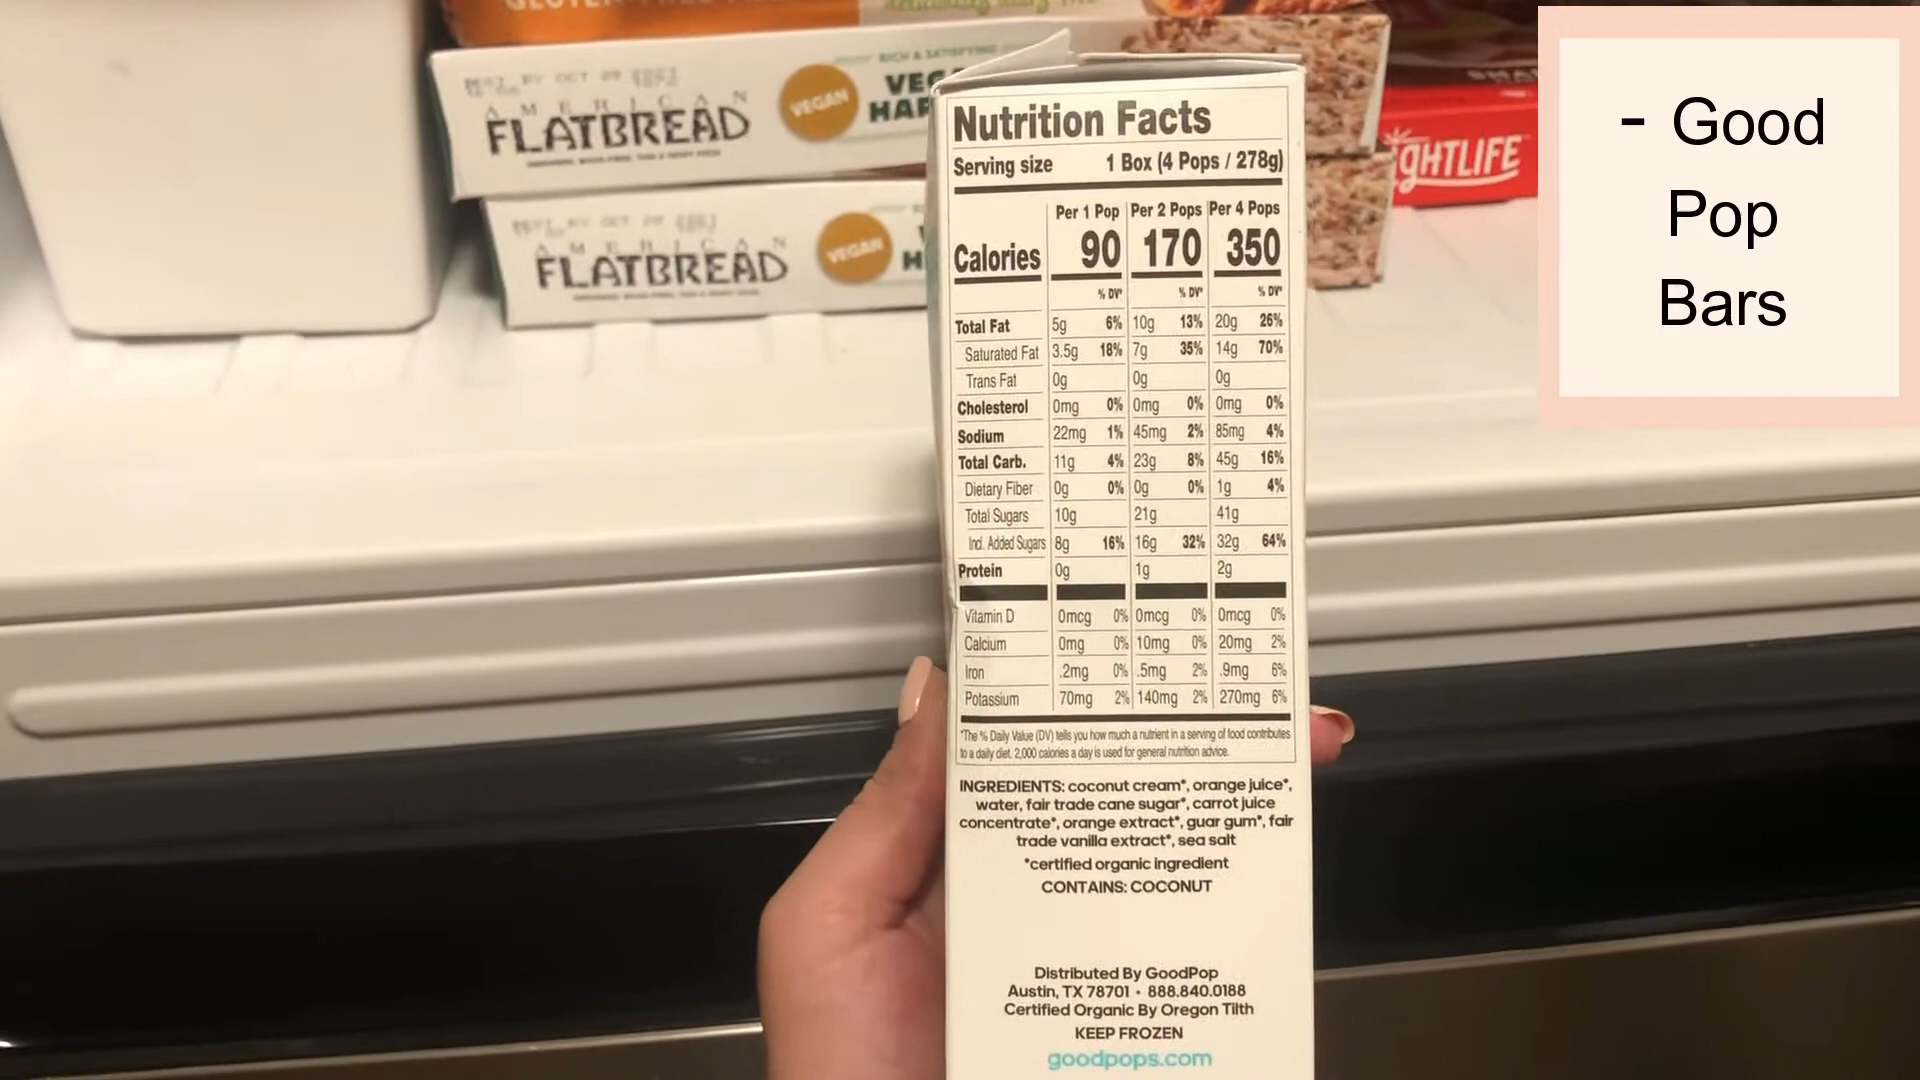 GLUTEN-FREE
VEGAN
RICH & SATISFYING
AMERICAN
FLATBREAD
VEGAN
AMERICAN
FLATBREAD
GHTLIFE
- Good
Pop
Bars
Nutrition Facts
Serving size 1 Box (4 Pops / 278g)
Per 1 Pop Per 2 Pops Per 4 Pops
Calories 90 170 350
% DV* % DV* % DV*
Total Fat 5g 6% 10g 13% 20g 26%
Saturated Fat 3.5g 18% 7g 35% 14g 70%
Trans Fat 0g 0g 0g
Cholesterol 0mg 0% 0mg 0% 0mg 0%
Sodium 22mg 1% 45mg 2% 85mg 4%
Total Carb. 11g 4% 23g 8% 45g 16%
Dietary Fiber 0g 0% 0g 0% 1g 4%
Total Sugars 10g 21g 41g
Incl. Added Sugars 8g 16% 16g 32% 32g 64%
Protein 0g 1g 2g
Vitamin D 0mcg 0% 0mcg 0% 0mcg 0%
Calcium 0mg 0% 10mg 0% 20mg 2%
Iron .2mg 0% .5mg 2% .9mg 6%
Potassium 70mg 2% 140mg 2% 270mg 6%
*The % Daily Value (DV) tells you how much a nutrient in a serving of food contributes
to a daily diet. 2,000 calories a day is used for general nutrition advice.
INGREDIENTS: coconut cream*, orange juice*,
water, fair trade cane sugar*, carrot juice
concentrate*, orange extract*, guar gum*, fair
trade vanilla extract*, sea salt
*certified organic ingredient
CONTAINS: COCONUT
Distributed By GoodPop
Austin, TX 78701 • 888.840.0188
Certified Organic By Oregon Tilth
KEEP FROZEN
goodpops.com